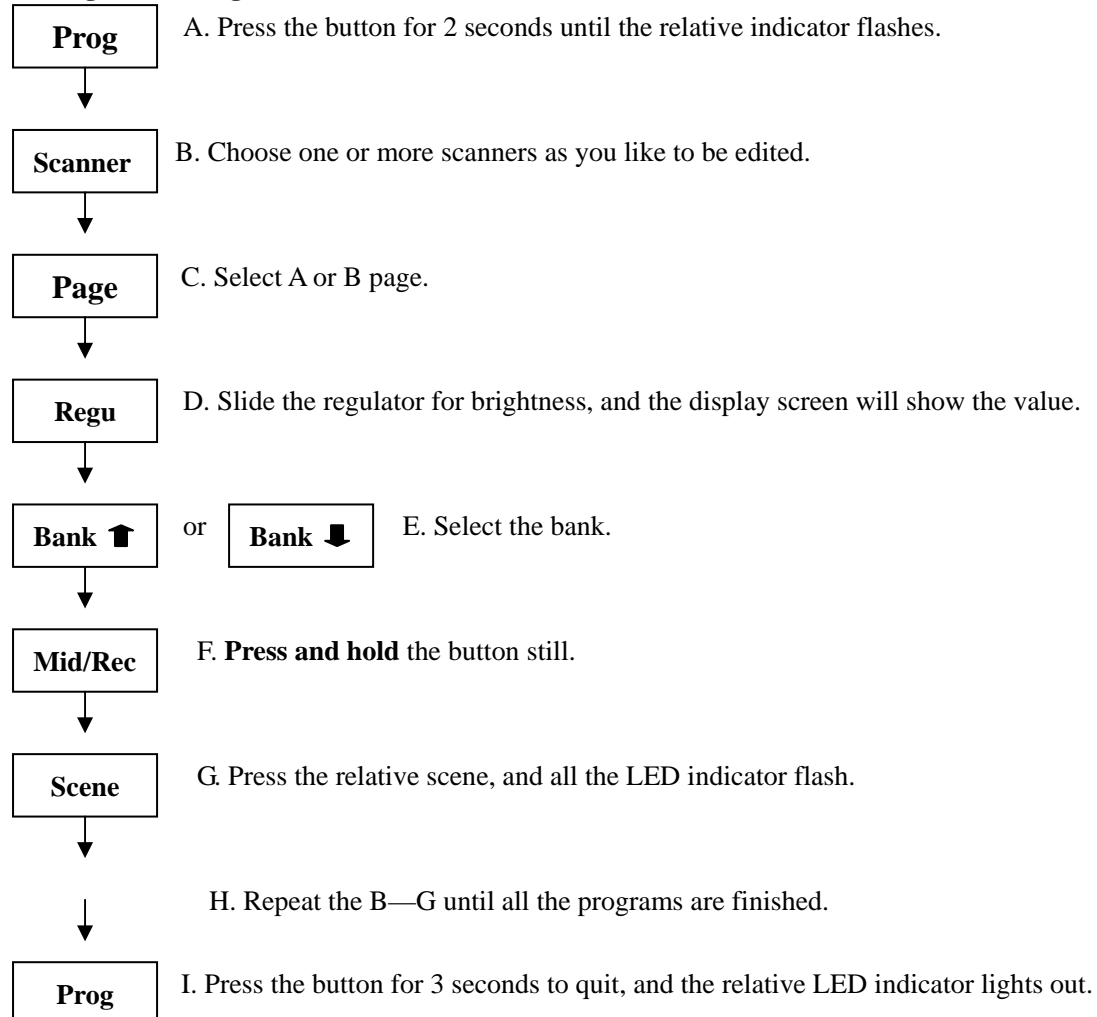 Prog A. Press the button for 2 seconds until the relative indicator flashes.
Scanner B. Choose one or more scanners as you like to be edited.
Page C. Select A or B page.
Regu D. Slide the regulator for brightness, and the display screen will show the value.
Bank ⬆ or Bank ⬇ E. Select the bank.
Mid/Rec F. Press and hold the button still.
Scene G. Press the relative scene, and all the LED indicator flash.
H. Repeat the B—G until all the programs are finished.
Prog I. Press the button for 3 seconds to quit, and the relative LED indicator lights out.